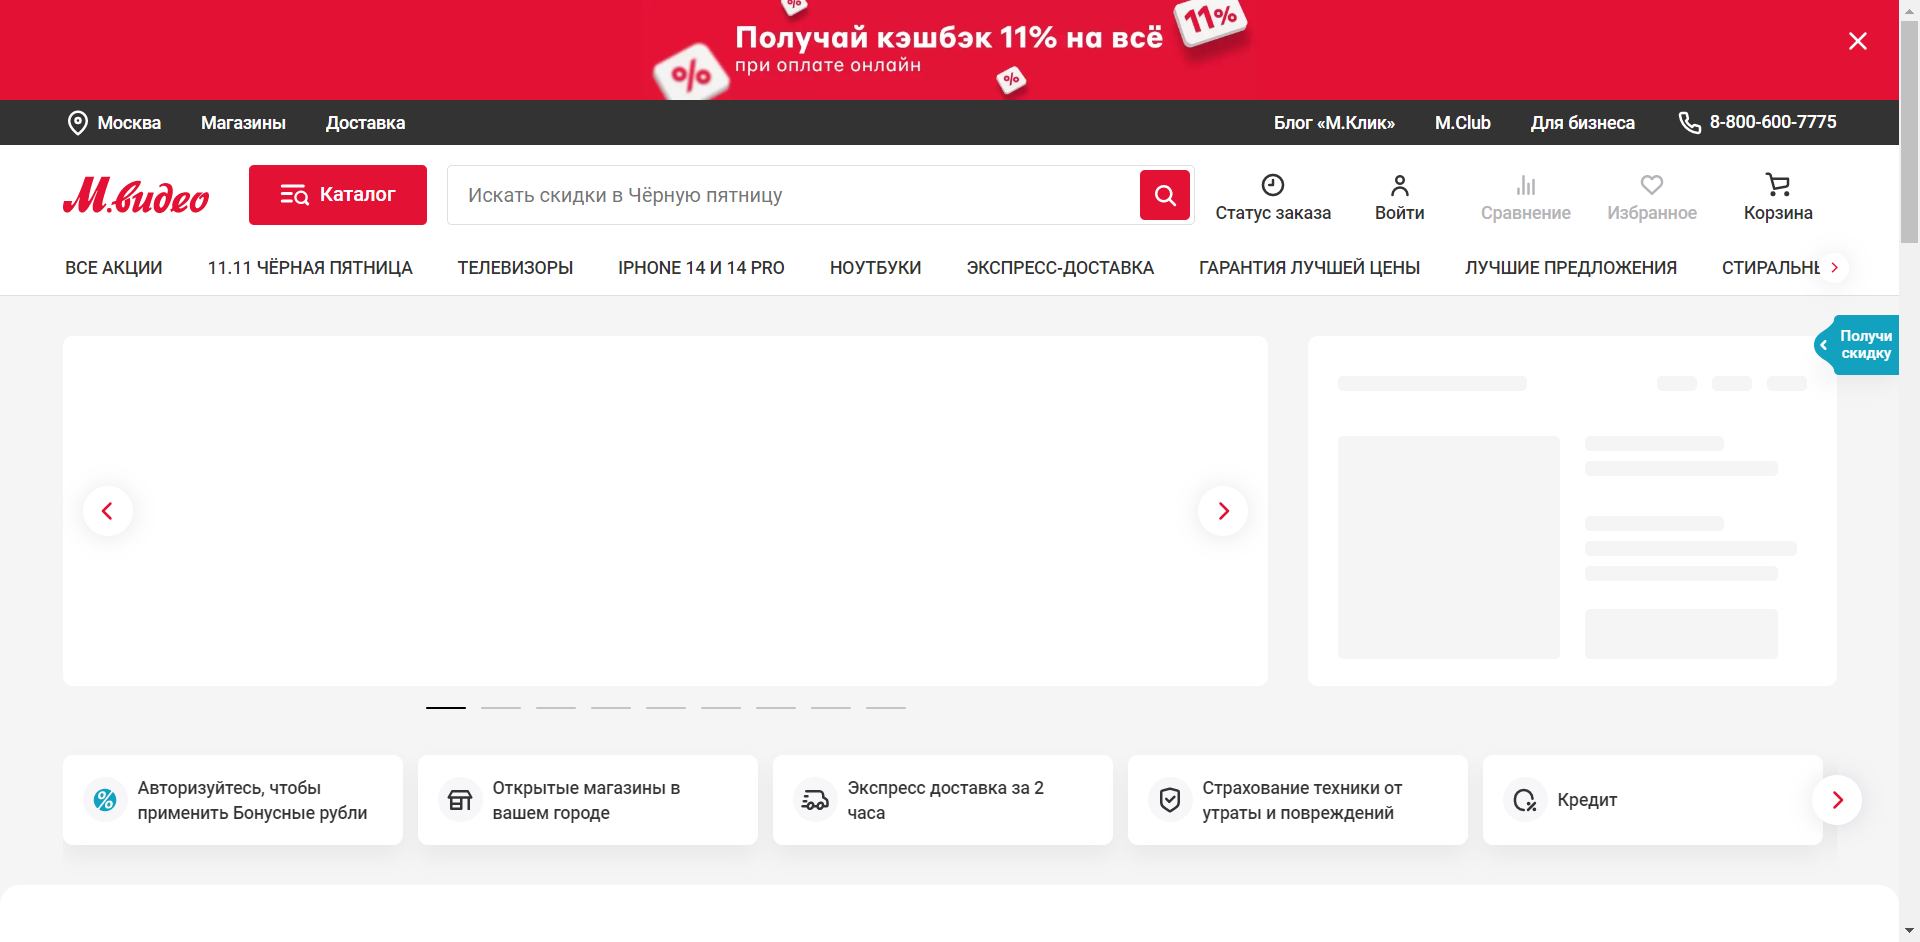 Получай кэшбэк 11% на всё
при оплате онлайн
%
%
%
11%
Москва
Магазины
Доставка
Блог «М.Клик»
M.Club
Для бизнеса
8-800-600-7775
М.видео
Каталог
Искать скидки в Чёрную пятницу
Статус заказа
Войти
Сравнение
Избранное
Корзина
ВСЕ АКЦИИ
11.11 ЧЁРНАЯ ПЯТНИЦА
ТЕЛЕВИЗОРЫ
IPHONE 14 И 14 PRO
НОУТБУКИ
ЭКСПРЕСС-ДОСТАВКА
ГАРАНТИЯ ЛУЧШЕЙ ЦЕНЫ
ЛУЧШИЕ ПРЕДЛОЖЕНИЯ
Получи
скидку
Авторизуйтесь, чтобы
применить Бонусные рубли
Открытые магазины в
вашем городе
Экспресс доставка за 2
часа
Страхование техники от
утраты и повреждений
Кредит